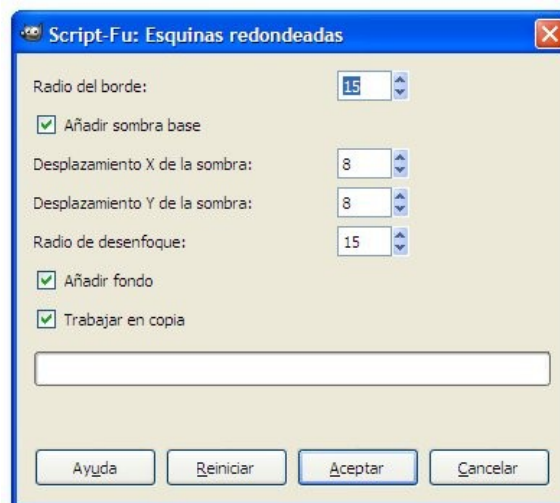 Script-Fu: Esquinas redondeadas
Radio del borde: 15
Añadir sombra base
Desplazamiento X de la sombra: 8
Desplazamiento Y de la sombra: 8
Radio de desenfoque: 15
Añadir fondo
Trabajar en copia
Ayuda Reiniciar Aceptar Cancelar